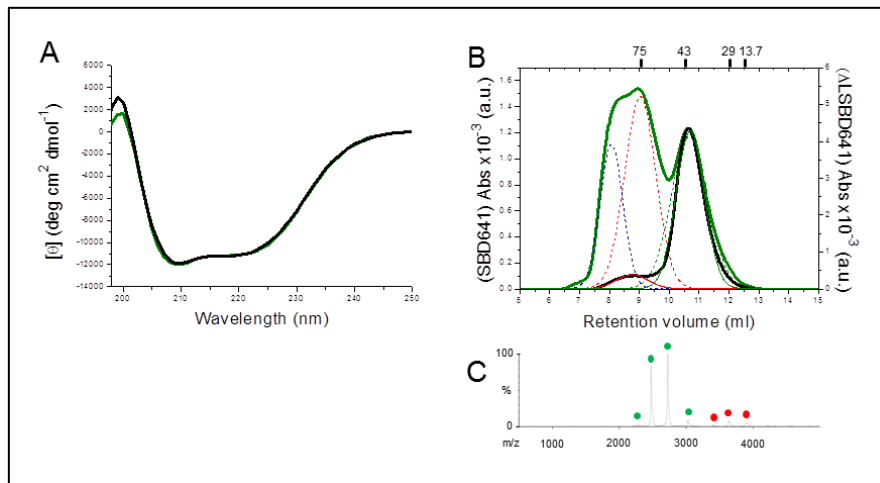 A
6000
4000
2000
0
-2000
-4000
-6000
-8000
-10000
-12000
-14000
[θ] (deg cm² dmol⁻¹)
200 210 220 230 240 250
Wavelength (nm)
B
75 43 29 13.7
1.6
1.4
1.2
1.0
0.8
0.6
0.4
0.2
0.0
(SBD641) Abs x10⁻³ (a.u.)
6
5
4
3
2
1
0
(ΔLSBD641) Abs x10⁻³ (a.u.)
5 6 7 8 9 10 11 12 13 14 15
Retention volume (ml)
C
100
%
0
m/z 1000 2000 3000 4000